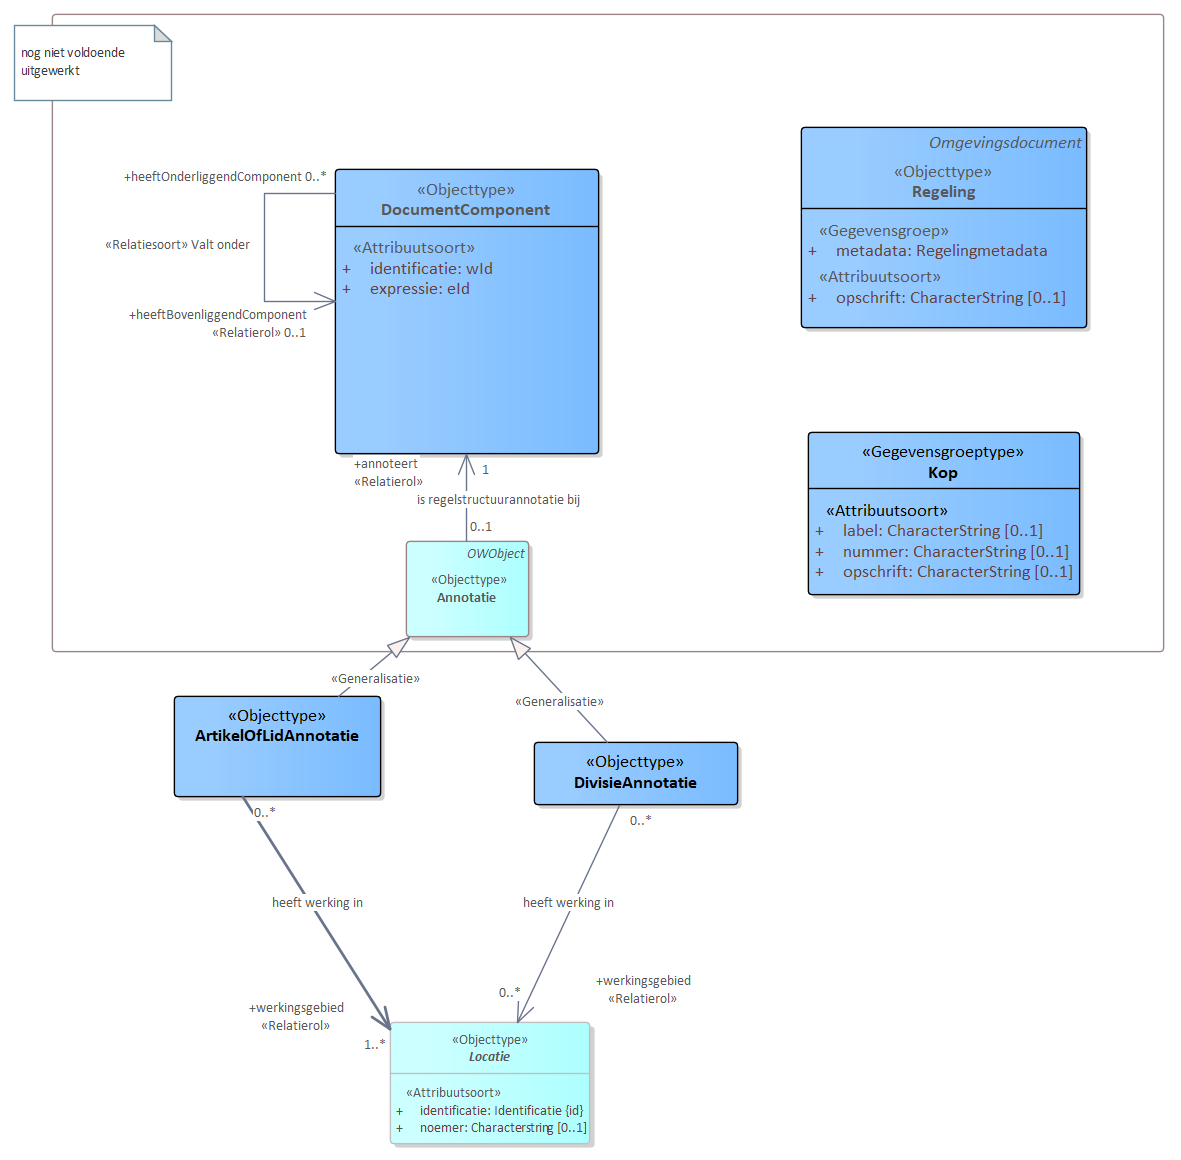 nog niet voldoende
uitgewerkt
Omgevingsdocument
«Objecttype»
Regeling
«Gegevensgroep»
+ metadata: Regelingmetadata
«Attribuutsoort»
+ opschrift: CharacterString [0..1]
+heeftOnderliggendComponent 0..*
«Relatiesoort» Valt onder
+heeftBovenliggendComponent
«Relatierol» 0..1
«Objecttype»
DocumentComponent
«Attribuutsoort»
+ identificatie: wId
+ expressie: eId
«Gegevensgroeptype»
Kop
«Attribuutsoort»
+ label: CharacterString [0..1]
+ nummer: CharacterString [0..1]
+ opschrift: CharacterString [0..1]
+annoteert
«Relatierol»
1
is regelstructuurannotatie bij
0..1
OWObject
«Objecttype»
Annotatie
«Generalisatie»
«Generalisatie»
«Objecttype»
ArtikelOfLidAnnotatie
«Objecttype»
DivisieAnnotatie
0..*
0..*
heeft werking in
heeft werking in
+werkingsgebied
«Relatierol»
1..*
0..*
+werkingsgebied
«Relatierol»
«Objecttype»
Locatie
«Attribuutsoort»
+ identificatie: Identificatie {id}
+ noemer: Characterstring [0..1]